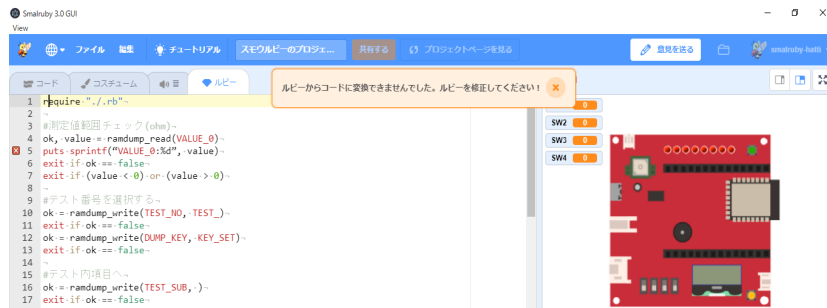 Smalruby 3.0 GUI
View
ファイル 編集 チュートリアル スモウルビーのプロジェ... 共有する プロジェクトページを見る 意見を送る smalruby-hatti
コード コスチューム 音 ルビー
ルビーからコードに変換できませんでした。ルビーを修正してください！
1 require "./.rb"
2
3 #測定値範囲チェック(ohm)
4 ok, value = ramdump_read(VALUE_0)
5 puts sprintf(“VALUE_0:%d”, value)
6 exit if ok == false
7 exit if (value < 0) or (value > 0)
8
9 #テスト番号を選択する
10 ok = ramdump_write(TEST_NO, TEST_)
11 exit if ok == false
12 ok = ramdump_write(DUMP_KEY, KEY_SET)
13 exit if ok == false
14
15 #テスト内項目へ
16 ok = ramdump_write(TEST_SUB, )
17 exit if ok == false
0
SW2 0
SW3 0
SW4 0